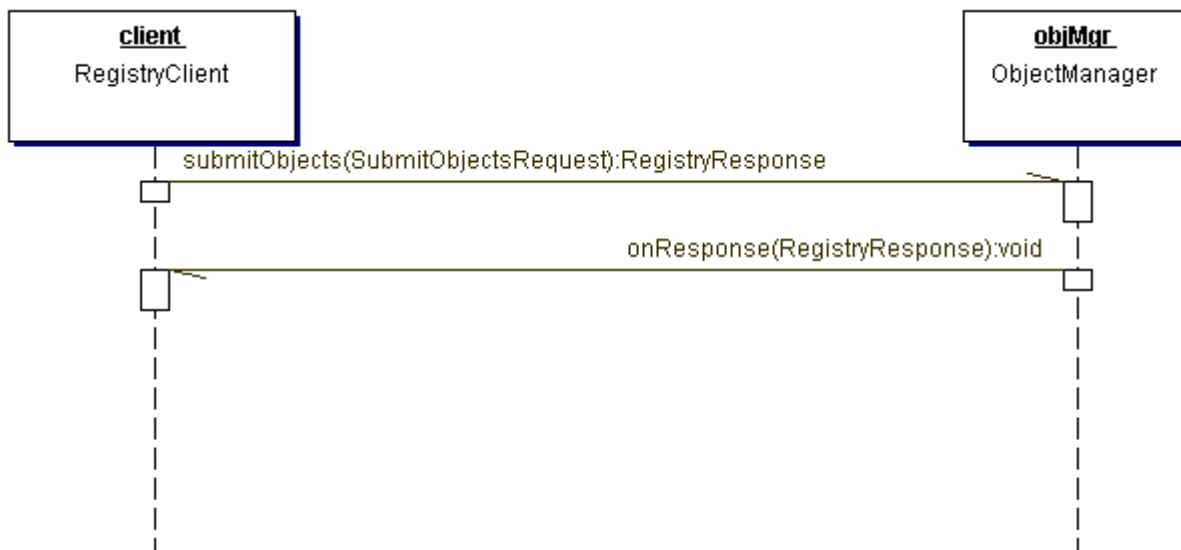 client
RegistryClient
objMgr
ObjectManager
submitObjects(SubmitObjectsRequest):RegistryResponse
onResponse(RegistryResponse):void